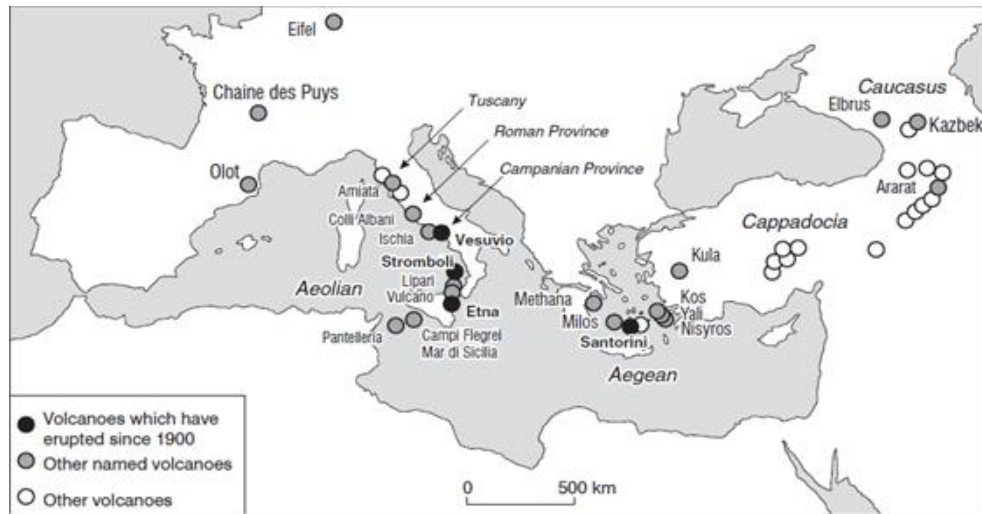 Eifel
Chaine des Puys
Olot
Tuscany
Roman Province
Campanian Province
Amiata
Colli Albani
Ischia
Vesuvio
Stromboli
Lipari
Vulcano
Aeolian
Etna
Pantelleria
Campi Flegrei
Mar di Sicilia
Caucasus
Elbrus
Kazbek
Ararat
Cappadocia
Kula
Methana
Milos
Kos
Yali
Nisyros
Santorini
Aegean
Volcanoes which have
erupted since 1900
Other named volcanoes
Other volcanoes
0 500 km